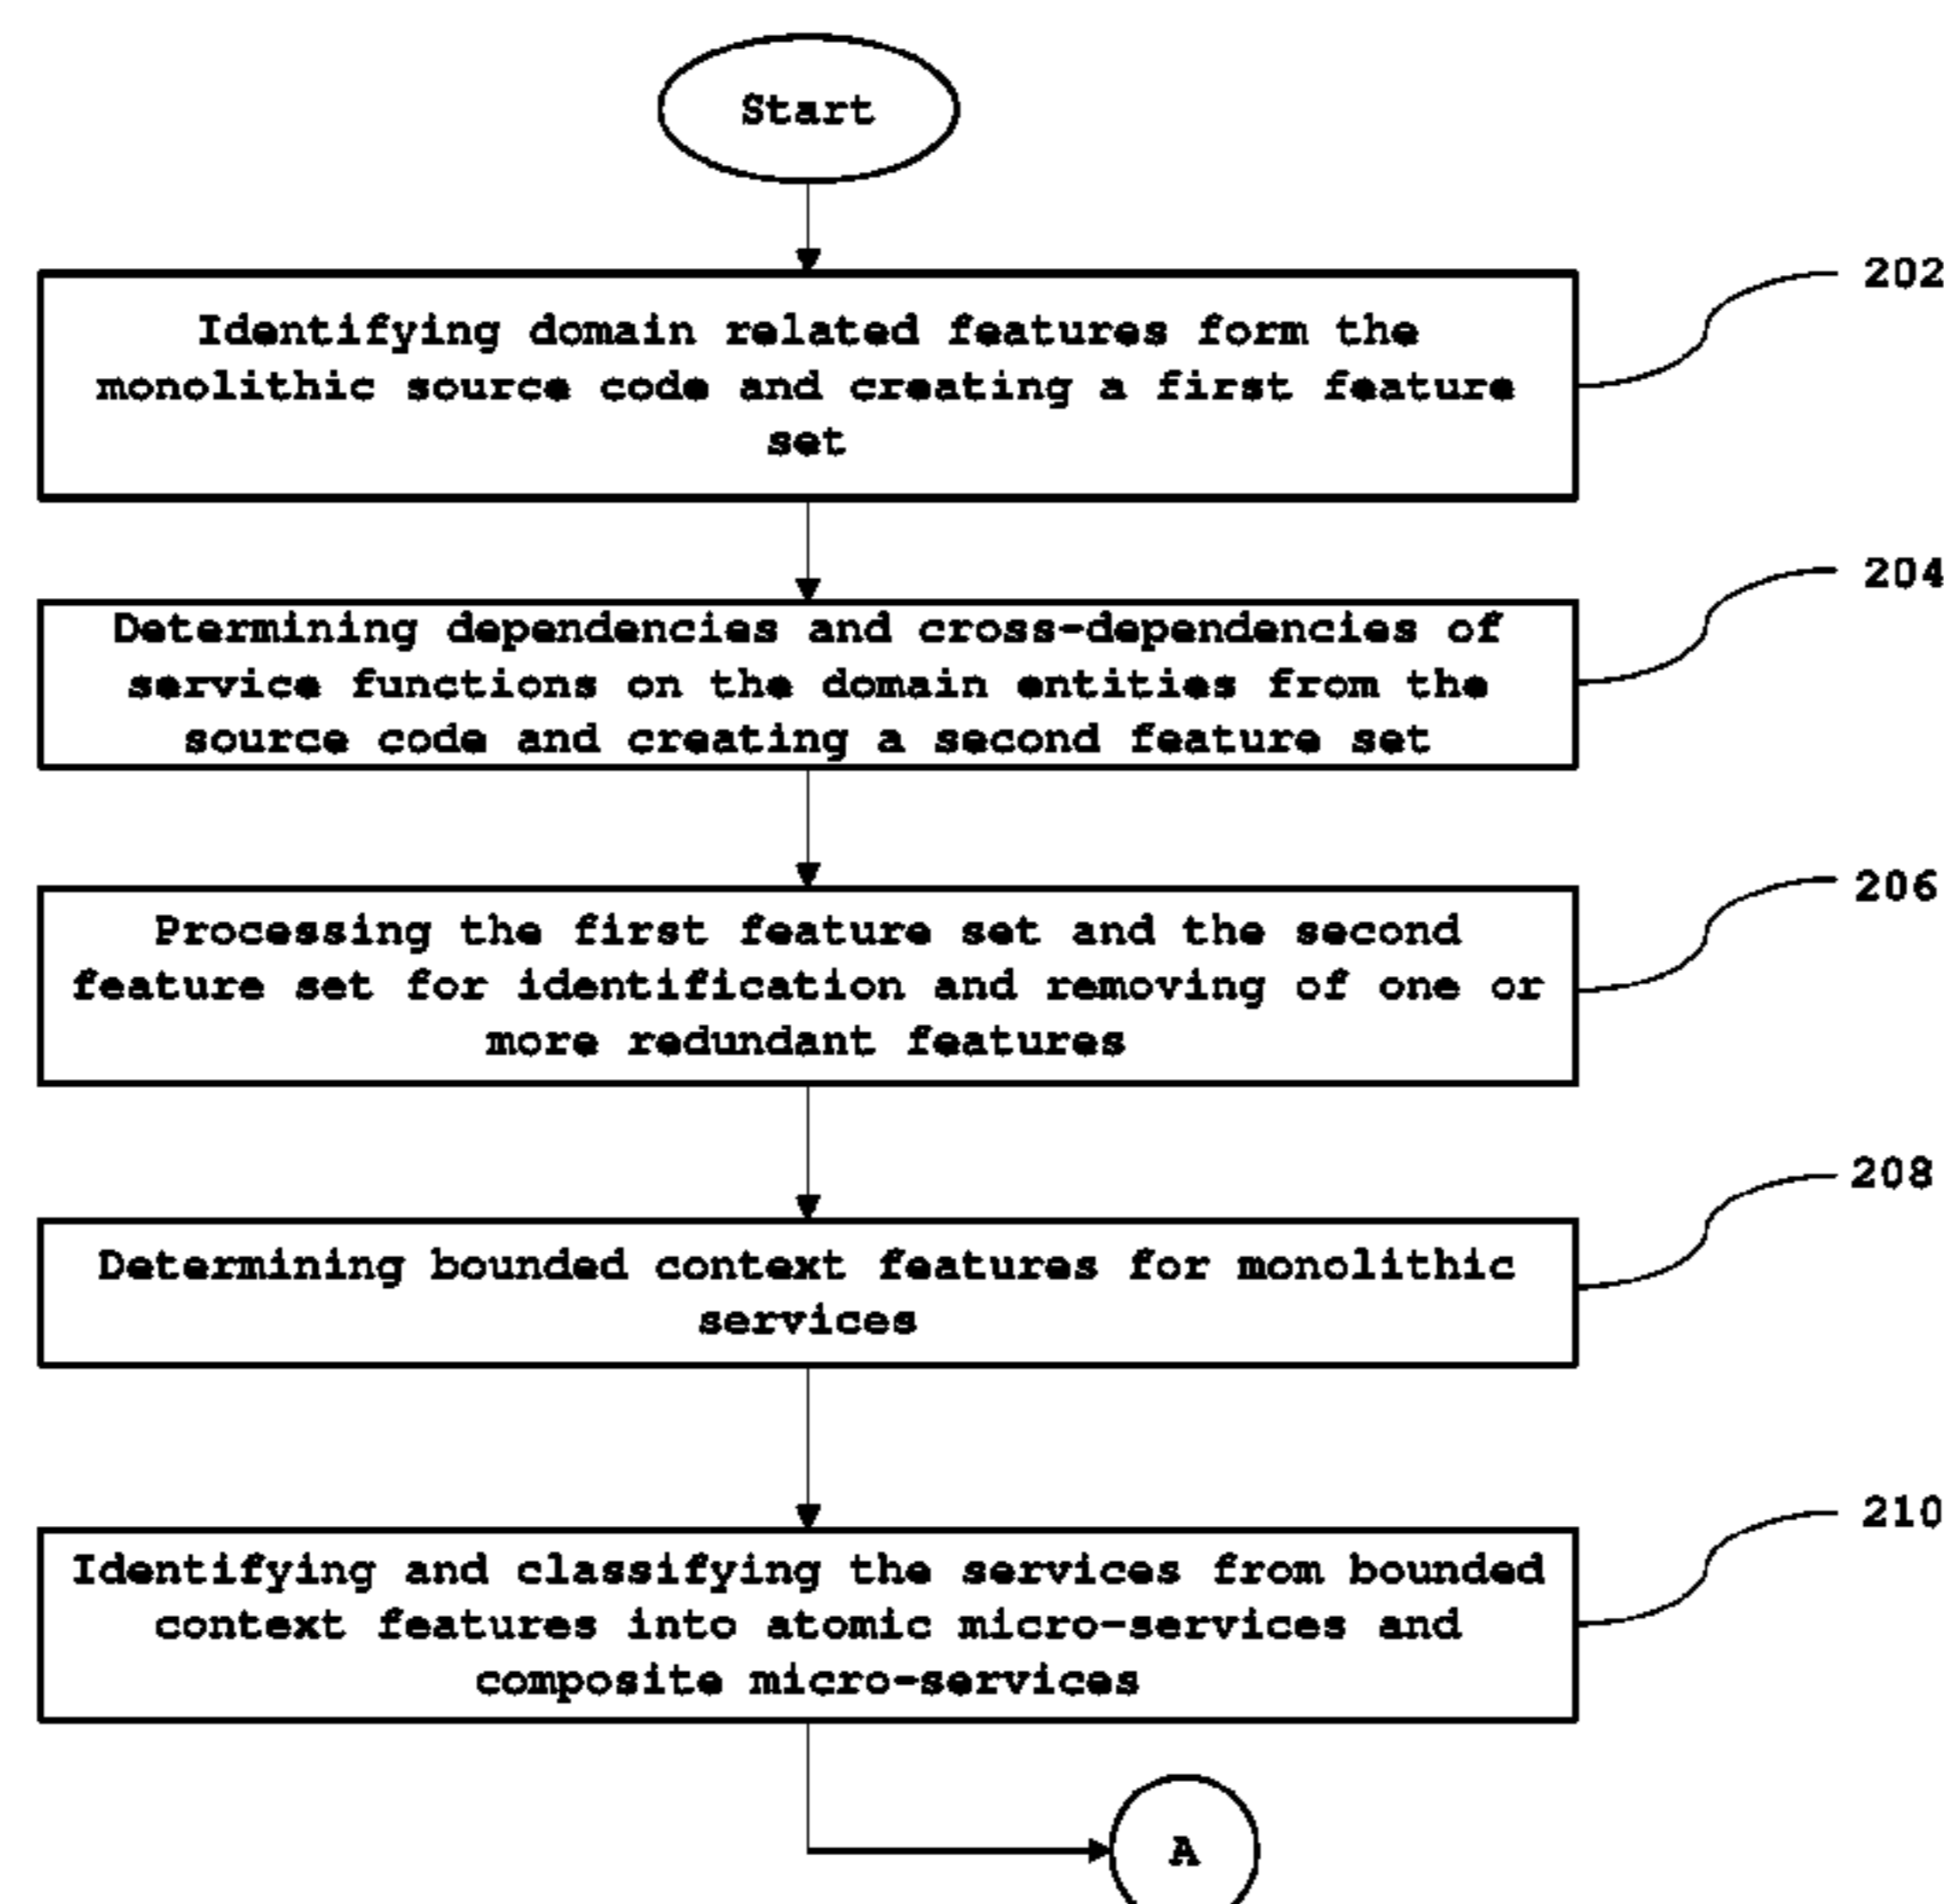 Start
202
Identifying domain related features form the
monolithic source code and creating a first feature
set
204
Determining dependencies and cross-dependencies of
service functions on the domain entities from the
source code and creating a second feature set
206
Processing the first feature set and the second
feature set for identification and removing of one or
more redundant features
208
Determining bounded context features for monolithic
services
210
Identifying and classifying the services from bounded
context features into atomic micro-services and
composite micro-services
A